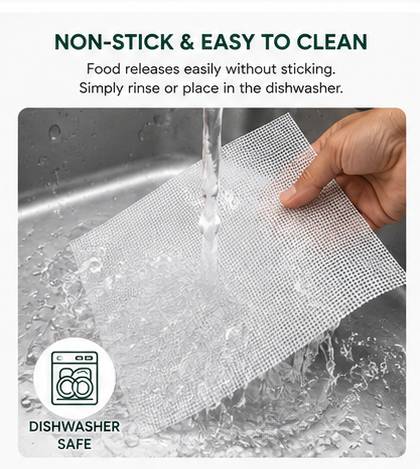 NON-STICK & EASY TO CLEAN
Food releases easily without sticking.
Simply rinse or place in the dishwasher.
DISHWASHER
SAFE